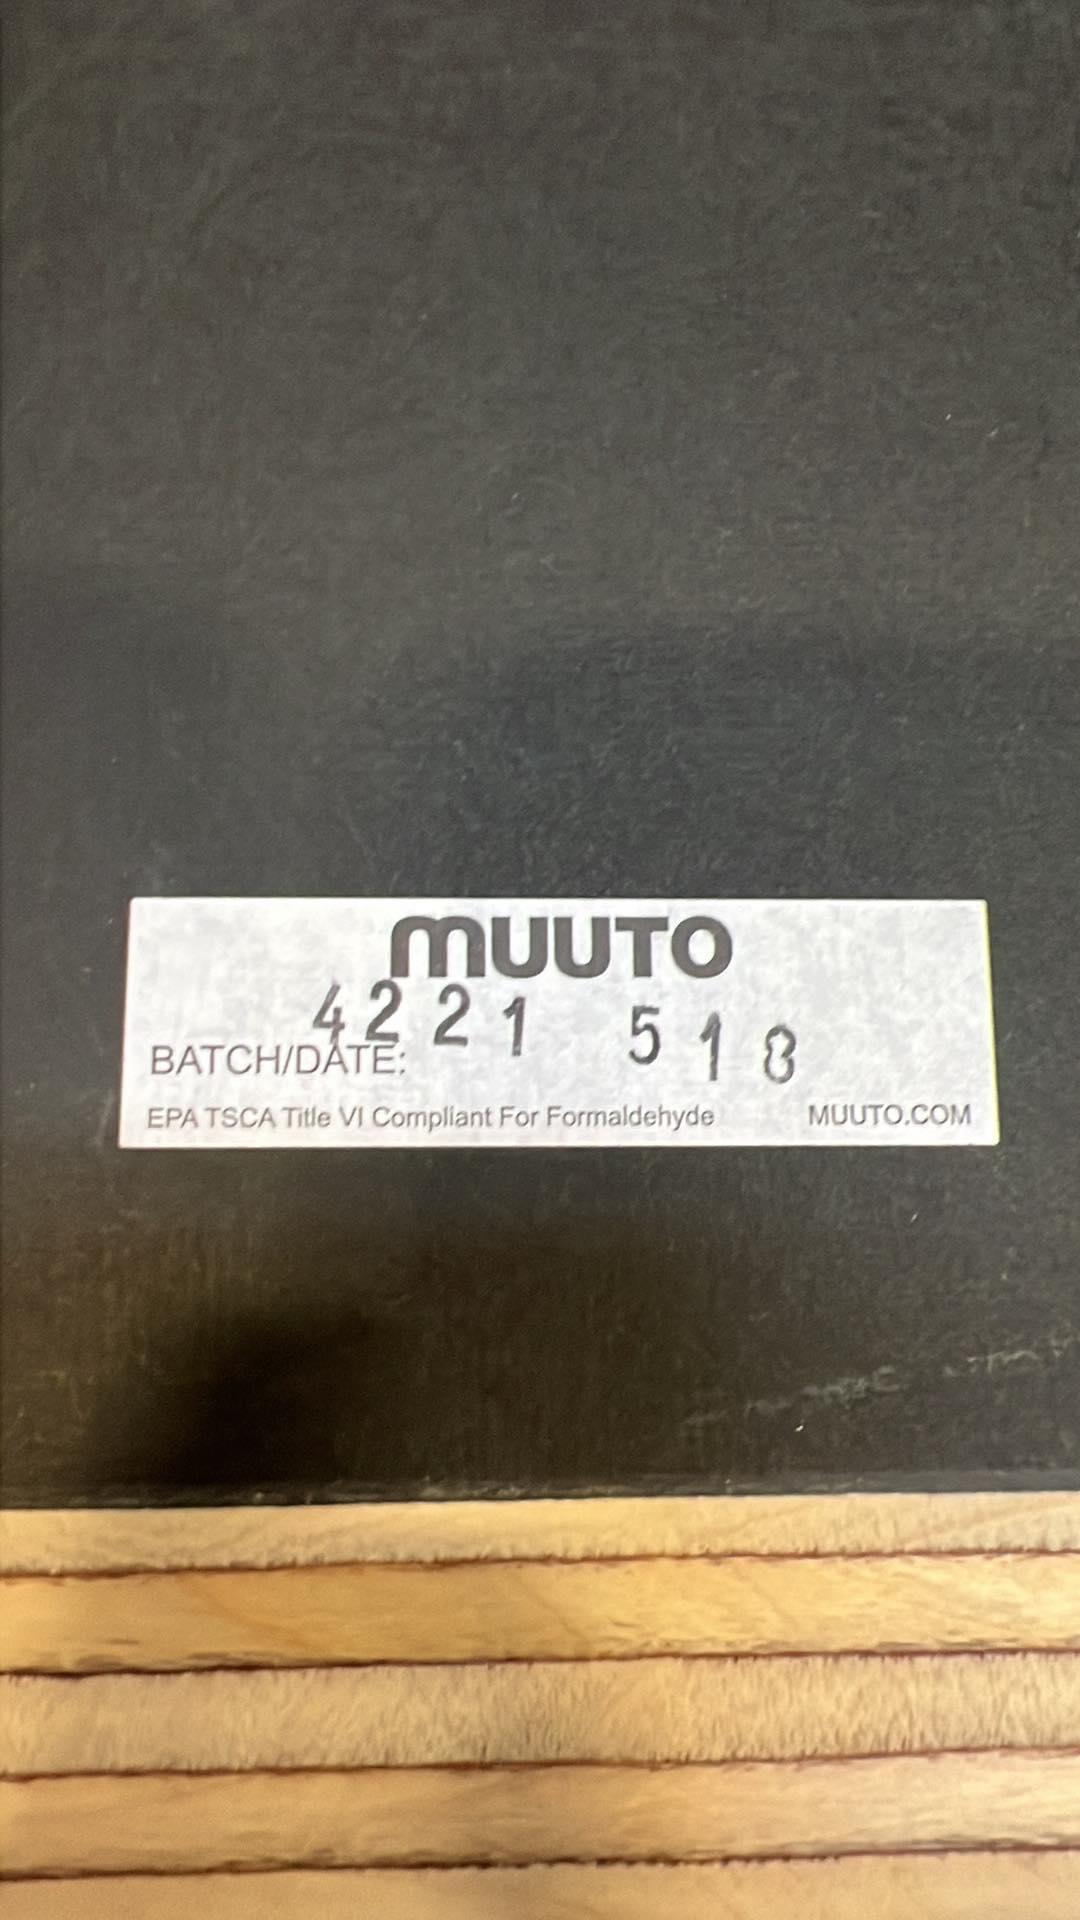 MUUTO
4221 518
BATCH/DATE:
EPA TSCA Title VI Compliant For Formaldehyde MUUTO.COM